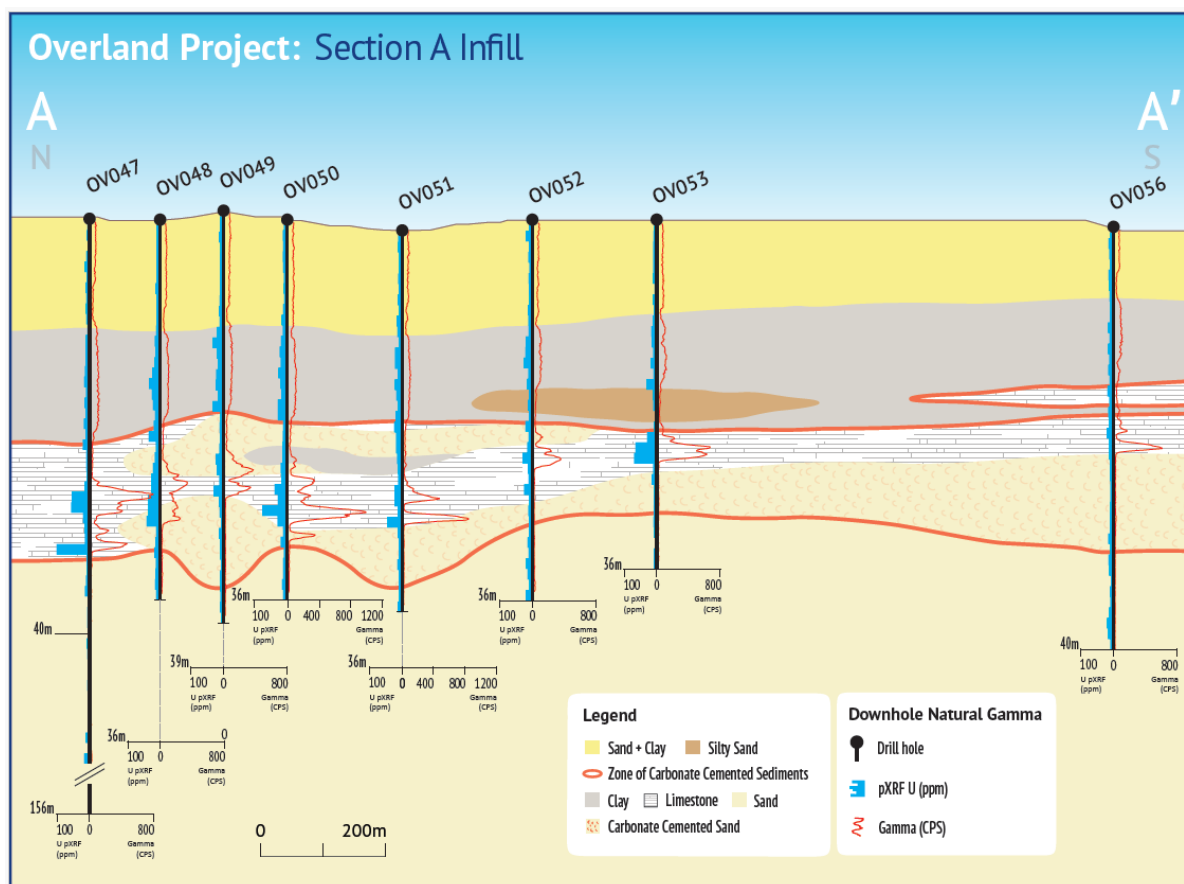 Overland Project: Section A Infill
A
N
A'
S
OV047
OV048
OV049
OV050
OV051
OV052
OV053
OV056
36m
100 0 800
U pXRF (ppm)
Gamma (CPS)
36m
100 0 400 800 1200
U pXRF (ppm)
Gamma (CPS)
36m
100 0 800
U pXRF (ppm)
Gamma (CPS)
40m
40m
100 0 800
U pXRF (ppm)
Gamma (CPS)
39m
100 0 800
U pXRF (ppm)
Gamma (CPS)
36m
100 0 400 800 1200
U pXRF (ppm)
Gamma (CPS)
36m
0
100 0 800
U pXRF (ppm)
Gamma (CPS)
156m
100 0 800
U pXRF (ppm)
Gamma (CPS)
0 200m
Legend
Sand + Clay
Silty Sand
Zone of Carbonate Cemented Sediments
Clay
Limestone
Sand
Carbonate Cemented Sand
Downhole Natural Gamma
Drill hole
pXRF U (ppm)
Gamma (CPS)